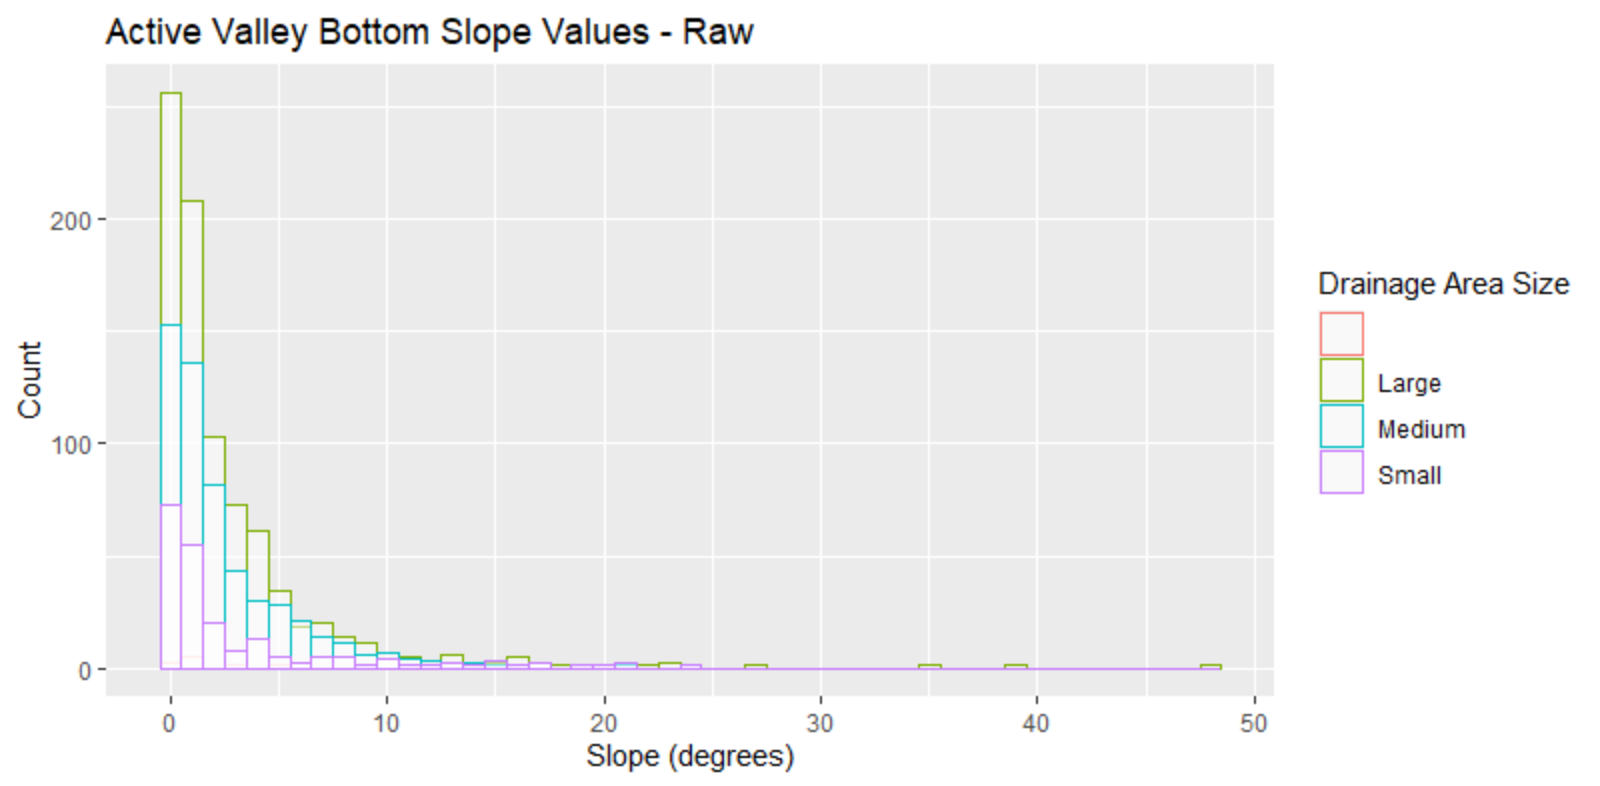 Active Valley Bottom Slope Values - Raw
Count
200
100
0
0 10 20 30 40 50
Slope (degrees)
Drainage Area Size
Large
Medium
Small